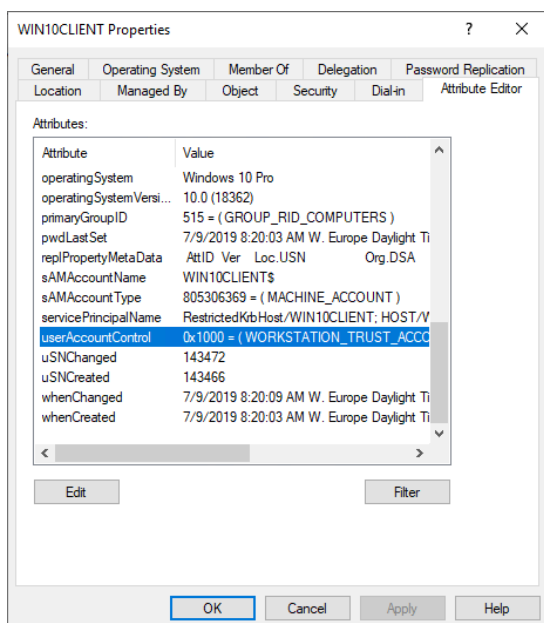 WIN10CLIENT Properties ? ×
General Operating System Member Of Delegation Password Replication
Location Managed By Object Security Dial-in Attribute Editor
Attributes:
Attribute Value
operatingSystem Windows 10 Pro
operatingSystemVersi... 10.0 (18362)
primaryGroupID 515 = ( GROUP_RID_COMPUTERS )
pwdLastSet 7/9/2019 8:20:03 AM W. Europe Daylight Ti
replPropertyMetaData AttID Ver Loc.USN Org.DSA
sAMAccountName WIN10CLIENT$
sAMAccountType 805306369 = ( MACHINE_ACCOUNT )
servicePrincipalName RestrictedKrbHost/WIN10CLIENT; HOST/W
userAccountControl 0x1000 = ( WORKSTATION_TRUST_ACCO
uSNChanged 143472
uSNCreated 143466
whenChanged 7/9/2019 8:20:09 AM W. Europe Daylight Ti
whenCreated 7/9/2019 8:20:03 AM W. Europe Daylight Ti
Edit Filter
OK Cancel Apply Help